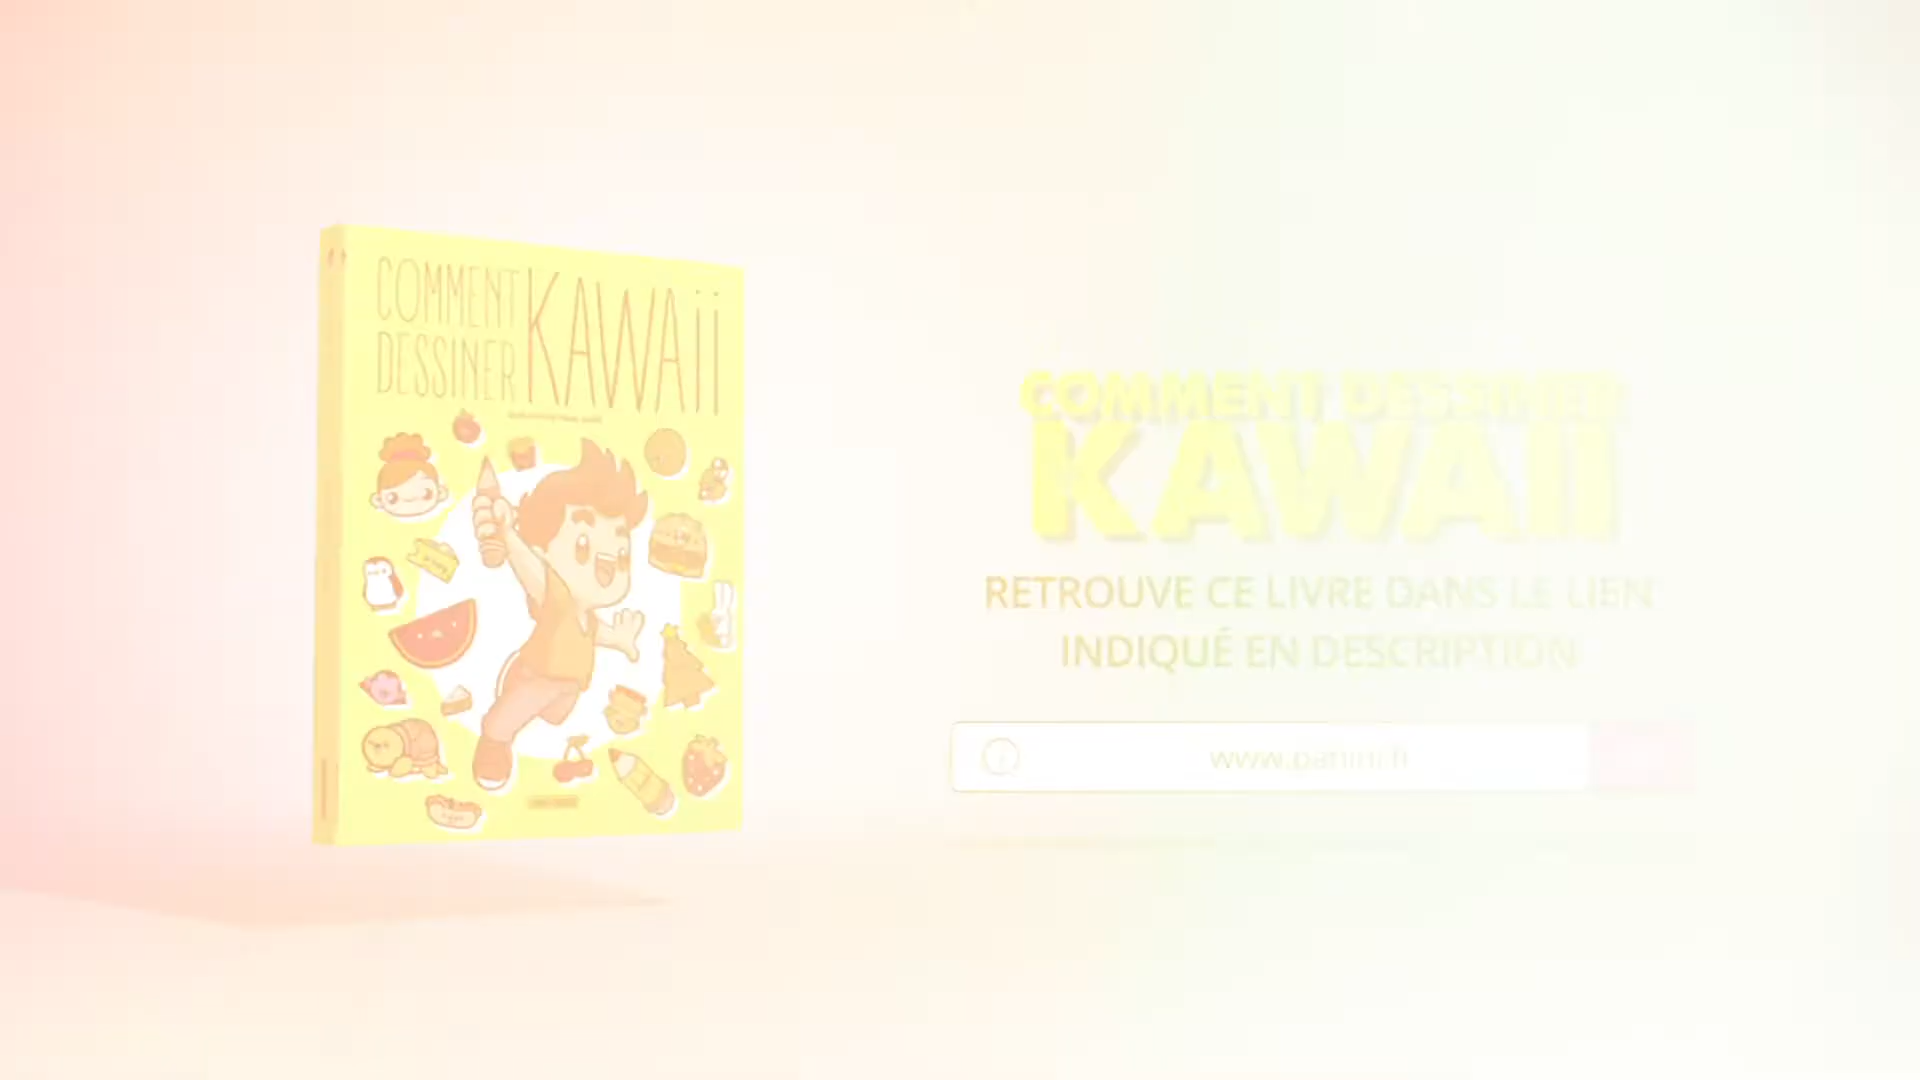 COMMENT
DESSINER
KAWAii
COMMENT DESSINER
KAWAII
RETROUVE CE LIVRE DANS LE LIEN
INDIQUÉ EN DESCRIPTION
www.panini.fr